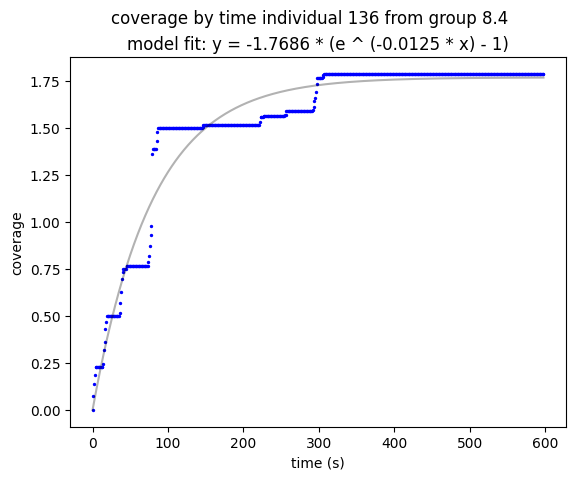 coverage by time individual 136 from group 8.4
model fit: y = -1.7686 * (e ^ (-0.0125 * x) - 1)
1.75
1.50
1.25
1.00
0.75
0.50
0.25
0.00
coverage
0 100 200 300 400 500 600
time (s)